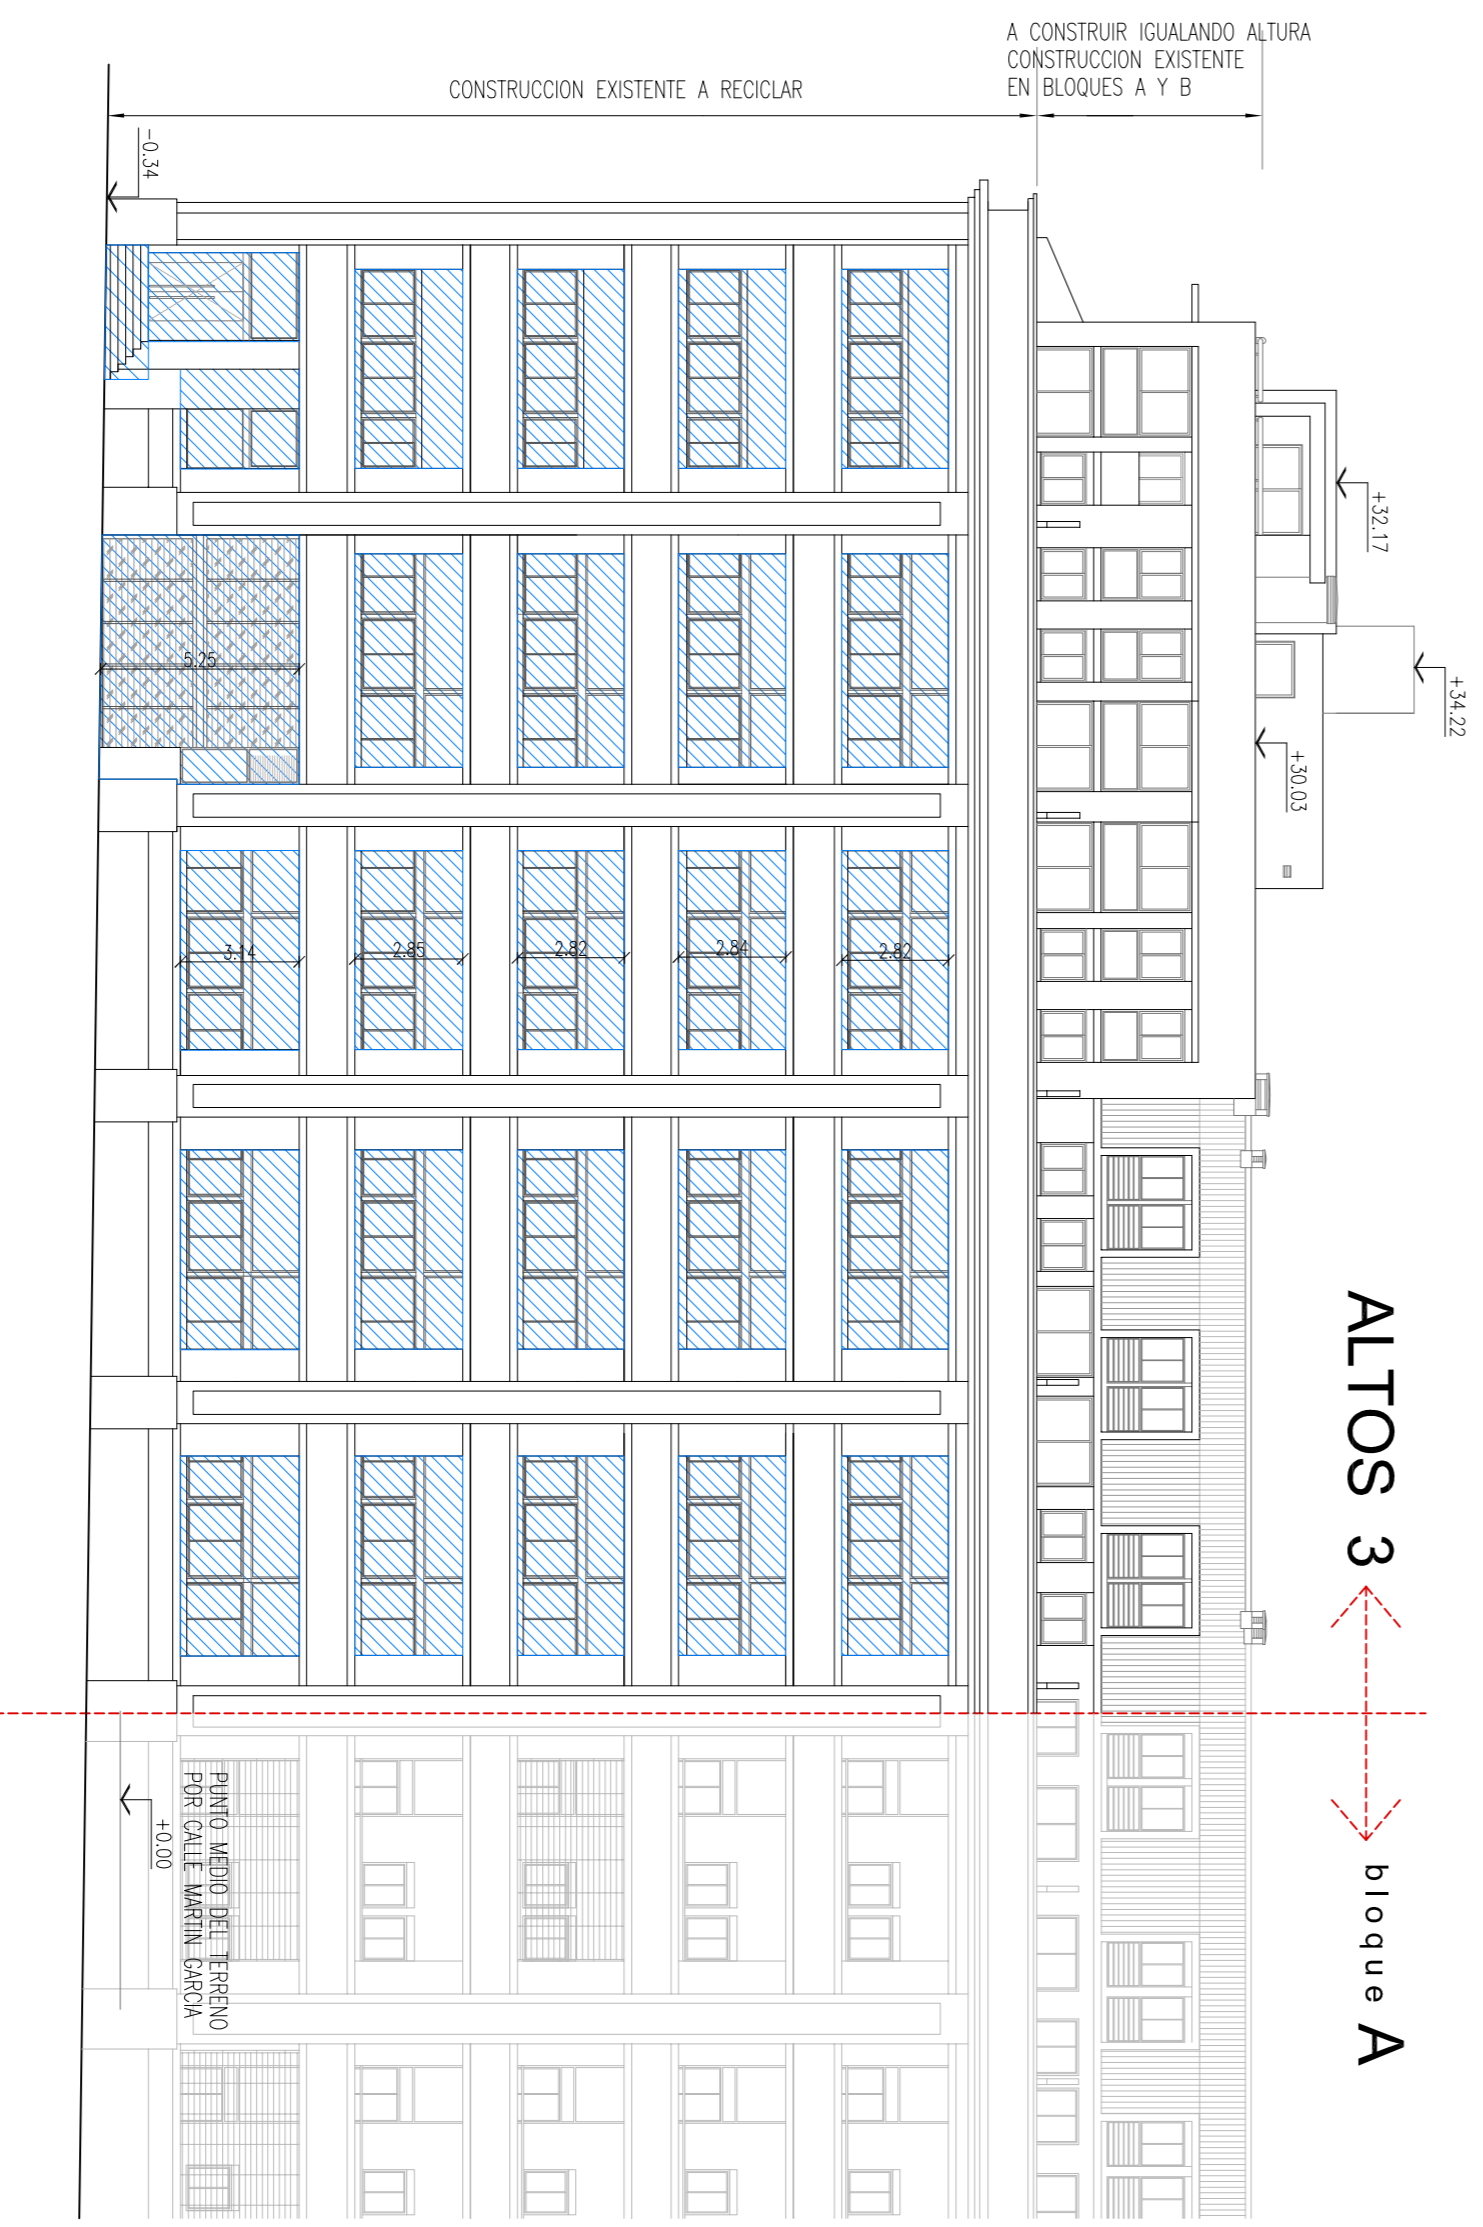 A CONSTRUIR IGUALANDO ALTURA
CONSTRUCCION EXISTENTE
EN BLOQUES A Y B
CONSTRUCCION EXISTENTE A RECICLAR
-0.34
+32.17
+34.22
+30.03
5.25
3.14
2.85
2.82
2.84
2.82
ALTOS 3
bloque A
+0.00
PUNTO MEDIO DEL TERRENO
POR CALLE MARTIN GARCIA